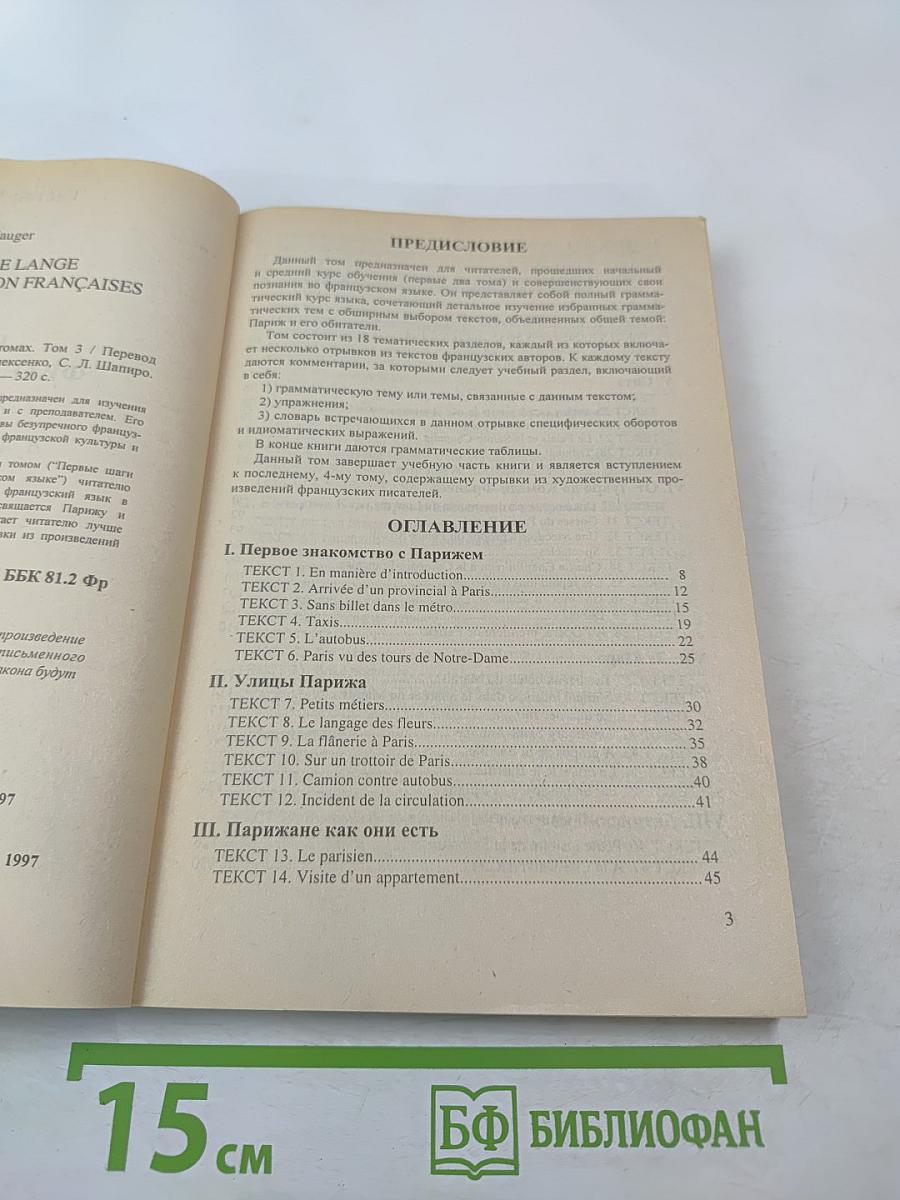 auger
E LANGE
ON FRANÇAISES
томах. Том 3 / Перевод
ексенко, С. Л. Шапиро.
— 320 с.
предназначен для изучения
и с преподавателем. Его
вы безупречного француз-
французской культуры и
томом ("Первые шаги
ком языке") читателю
французский язык в
свящается Парижу и
гает читателю лучше
вки из произведений
ББК 81.2 Фр
произведение
письменного
кона будут
97
1997
ПРЕДИСЛОВИЕ
Данный том предназначен для читателей, прошедших начальный
и средний курс обучения (первые два тома) и совершенствующих свои
познания во французском языке. Он представляет собой полный грамма-
тический курс языка, сочетающий детальное изучение избранных грамма-
тических тем с обширным выбором текстов, объединенных общей темой:
Париж и его обитатели.
Том состоит из 18 тематических разделов, каждый из которых включа-
ет несколько отрывков из текстов французских авторов. К каждому тексту
даются комментарии, за которыми следует учебный раздел, включающий
в себя:
1) грамматическую тему или темы, связанные с данным текстом;
2) упражнения;
3) словарь встречающихся в данном отрывке специфических оборотов
и идиоматических выражений.
В конце книги даются грамматические таблицы.
Данный том завершает учебную часть книги и является вступлением
к последнему, 4-му тому, содержащему отрывки из художественных про-
изведений французских писателей.
ОГЛАВЛЕНИЕ
I. Первое знакомство с Парижем
ТЕКСТ 1. En manière d'introduction........ 8
ТЕКСТ 2. Arrivée d'un provincial à Paris........ 12
ТЕКСТ 3. Sans billet dans le métro........ 15
ТЕКСТ 4. Taxis........ 19
ТЕКСТ 5. L'autobus........ 22
ТЕКСТ 6. Paris vu des tours de Notre-Dame........25
II. Улицы Парижа
ТЕКСТ 7. Petits métiers........30
ТЕКСТ 8. Le langage des fleurs........32
ТЕКСТ 9. La flânerie à Paris........35
ТЕКСТ 10. Sur un trottoir de Paris........38
ТЕКСТ 11. Camion contre autobus........40
ТЕКСТ 12. Incident de la circulation........41
III. Парижане как они есть
ТЕКСТ 13. Le parisien........ 44
ТЕКСТ 14. Visite d'un appartement........45
3
15 см
БФ БИБЛИОФАН